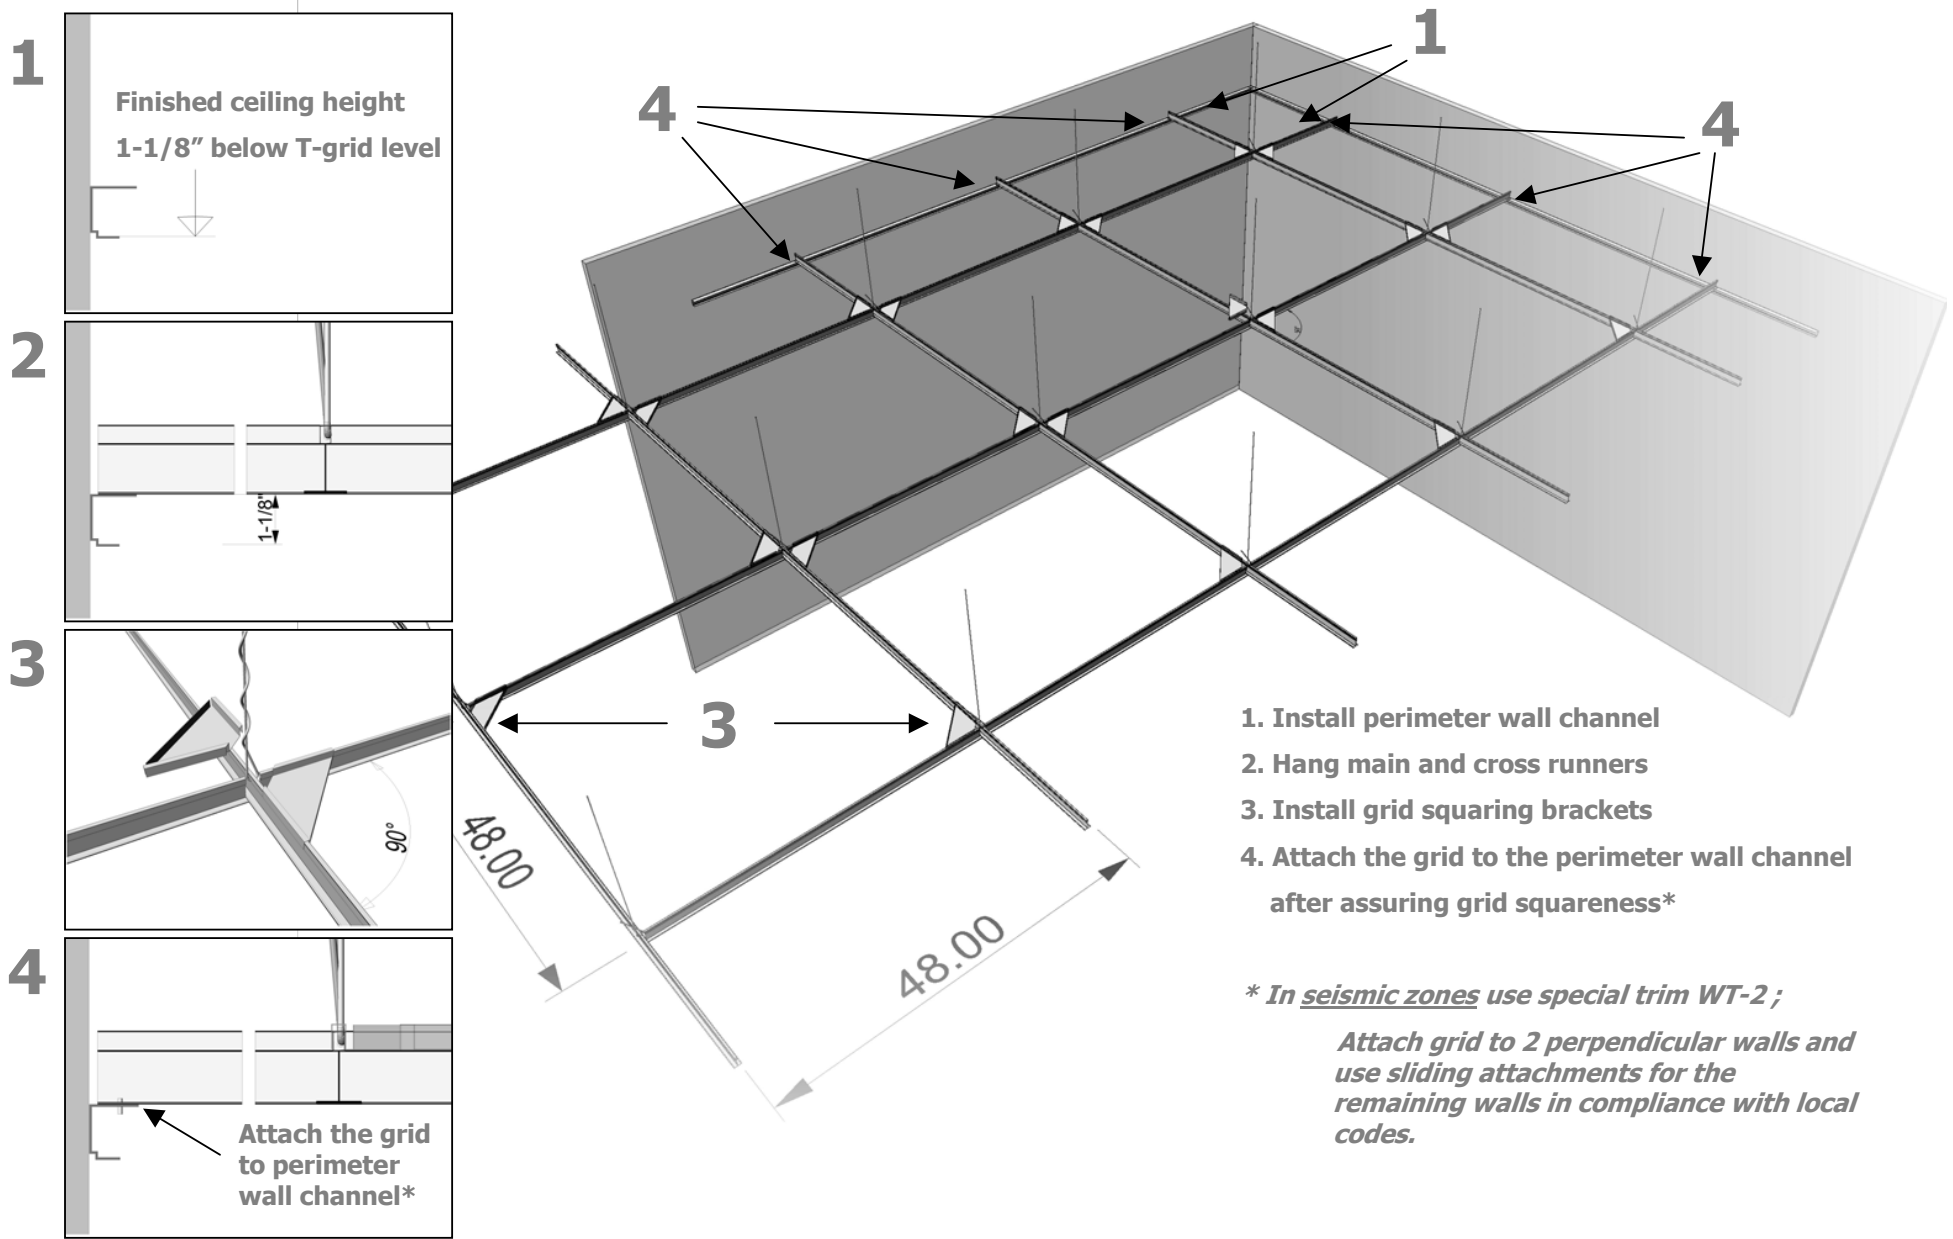 1
Finished ceiling height
1-1/8” below T-grid level
2
1-1/8"
3
90°
4
Attach the grid
to perimeter
wall channel*
1
4
4
3
48.00
48.00
1. Install perimeter wall channel
2. Hang main and cross runners
3. Install grid squaring brackets
4. Attach the grid to the perimeter wall channel
after assuring grid squareness*
* In seismic zones use special trim WT-2 ;
Attach grid to 2 perpendicular walls and
use sliding attachments for the
remaining walls in compliance with local
codes.